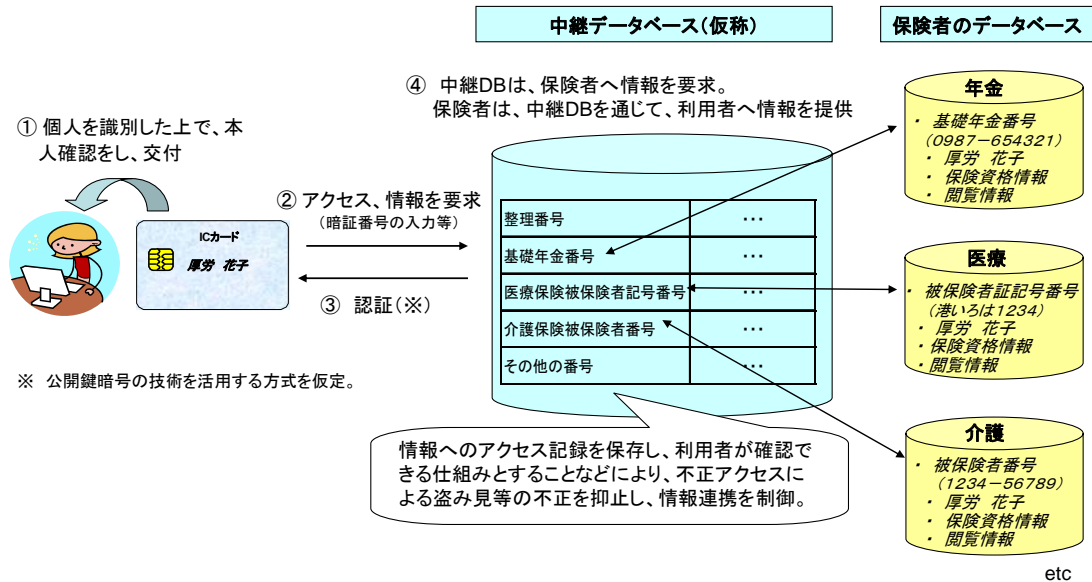 中継データベース(仮称)
保険者のデータベース
④ 中継DBは、保険者へ情報を要求。
保険者は、中継DBを通じて、利用者へ情報を提供
① 個人を識別した上で、本
人確認をし、交付
② アクセス、情報を要求
(暗証番号の入力等)
ICカード
厚労 花子
③ 認証(※)
※ 公開鍵暗号の技術を活用する方式を仮定。
整理番号 ・・・
基礎年金番号 ・・・
医療保険被保険者記号番号 ・・・
介護保険被保険者番号 ・・・
その他の番号 ・・・
情報へのアクセス記録を保存し、利用者が確認で
きる仕組みとすることなどにより、不正アクセスに
よる盗み見等の不正を抑止し、情報連携を制御。
年金
・ 基礎年金番号
(0987-654321)
・ 厚労 花子
・ 保険資格情報
・ 閲覧情報
医療
・ 被保険者証記号番号
(港いろは1234)
・ 厚労 花子
・保険資格情報
・ 閲覧情報
介護
・ 被保険者番号
(1234-56789)
・ 厚労 花子
・ 保険資格情報
・ 閲覧情報
etc